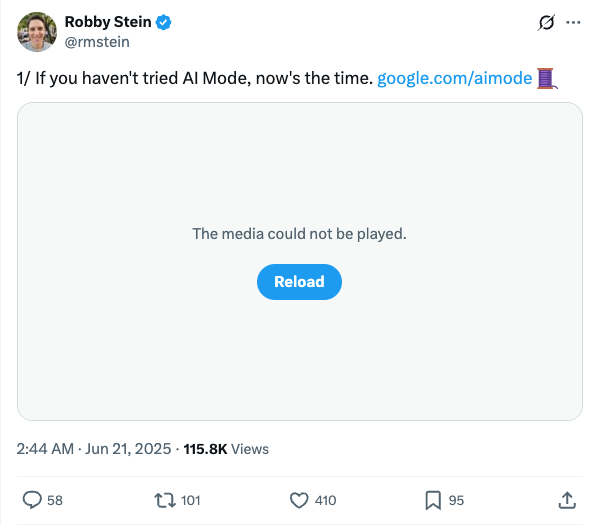 Robby Stein
@rmstein
1/ If you haven't tried AI Mode, now's the time. google.com/aimode 🧵
The media could not be played.
Reload
2:44 AM · Jun 21, 2025 · 115.8K Views
58 101 410 95